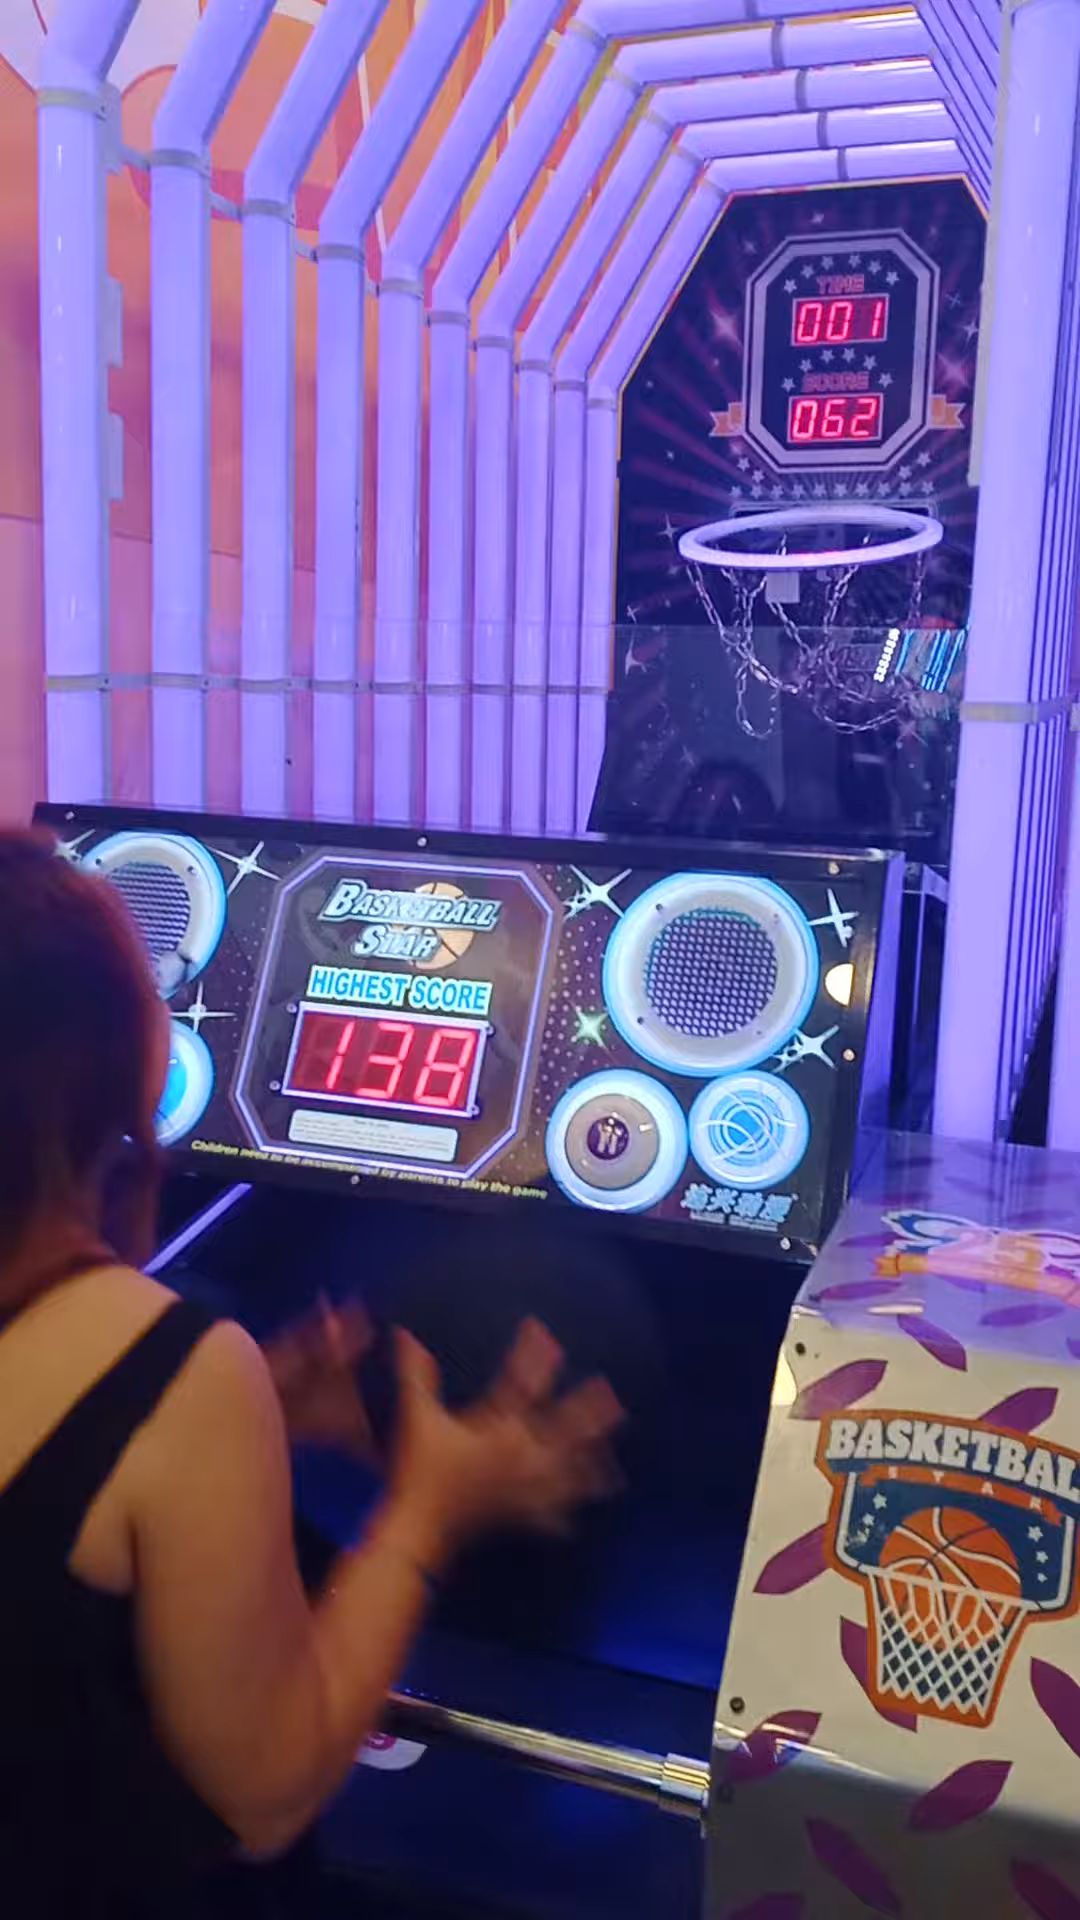 TIME
001
SCORE
062
BASKETBALL
STAR
HIGHEST SCORE
138
Children need to be accompanied by parents to play the game
BASKETBAL
STAR